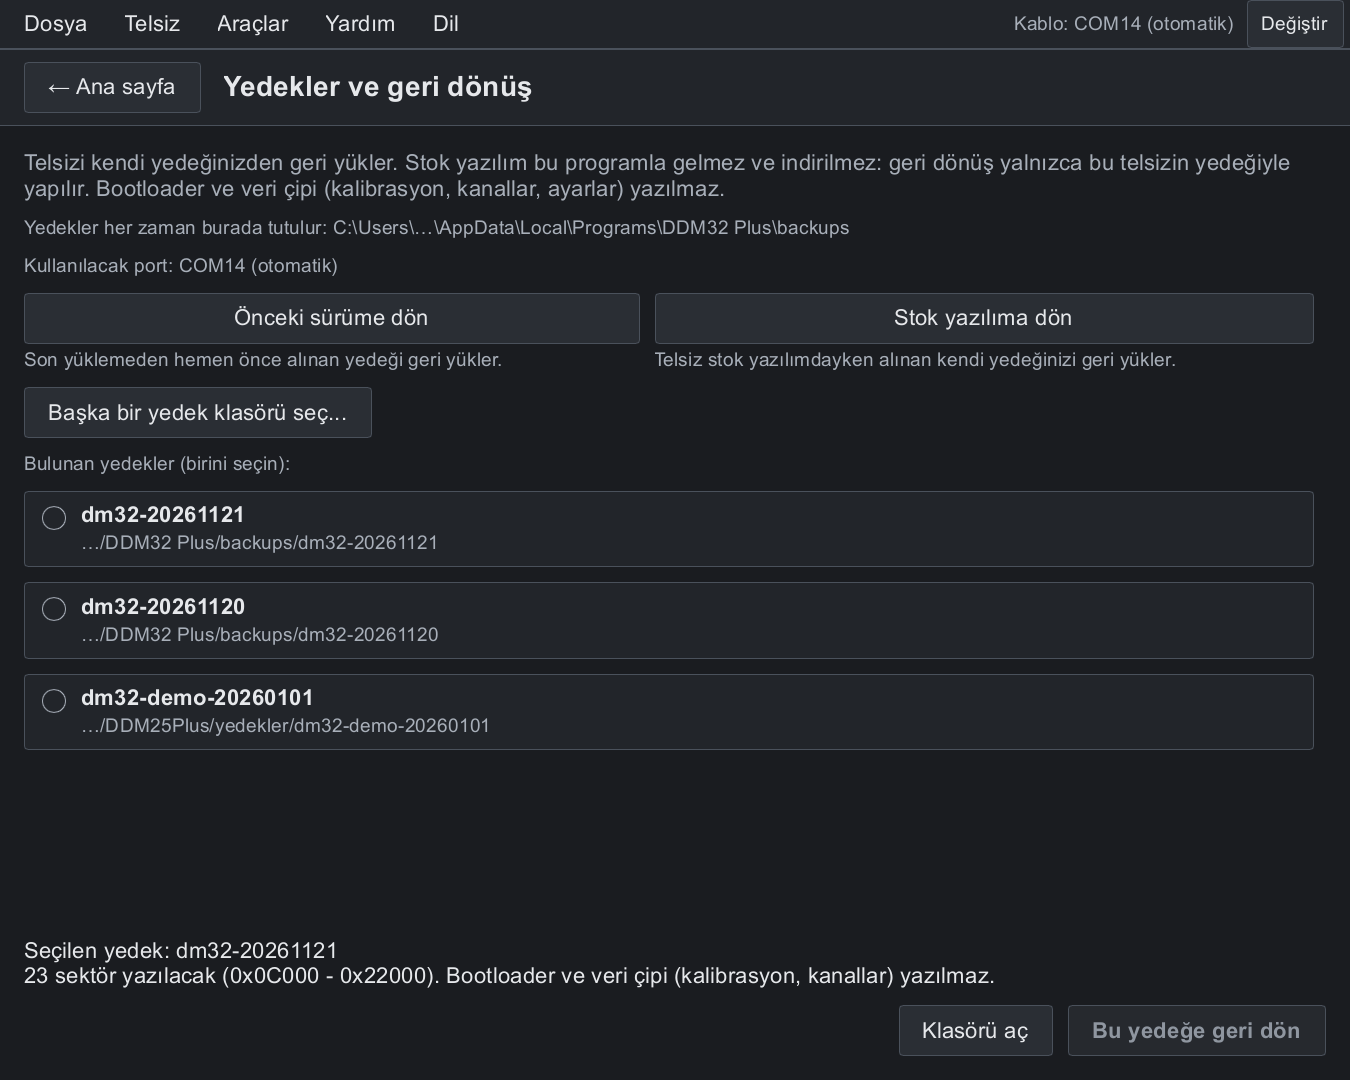 Dosya Telsiz Araçlar Yardım Dil Kablo: COM14 (otomatik) Değiştir
← Ana sayfa Yedekler ve geri dönüş
Telsizi kendi yedeğinizden geri yükler. Stok yazılım bu programla gelmez ve indirilmez: geri dönüş yalnızca bu telsizin yedeğiyle
yapılır. Bootloader ve veri çipi (kalibrasyon, kanallar, ayarlar) yazılmaz.
Yedekler her zaman burada tutulur: C:\Users\…\AppData\Local\Programs\DDM32 Plus\backups
Kullanılacak port: COM14 (otomatik)
Önceki sürüme dön Stok yazılıma dön
Son yüklemeden hemen önce alınan yedeği geri yükler. Telsiz stok yazılımdayken alınan kendi yedeğinizi geri yükler.
Başka bir yedek klasörü seç...
Bulunan yedekler (birini seçin):
dm32-20261121
…/DDM32 Plus/backups/dm32-20261121
dm32-20261120
…/DDM32 Plus/backups/dm32-20261120
dm32-demo-20260101
…/DDM25Plus/yedekler/dm32-demo-20260101
Seçilen yedek: dm32-20261121
23 sektör yazılacak (0x0C000 - 0x22000). Bootloader ve veri çipi (kalibrasyon, kanallar) yazılmaz.
Klasörü aç Bu yedeğe geri dön